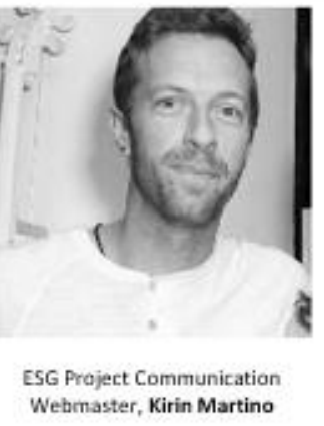 ESG Project Communication
Webmaster, Kirin Martino